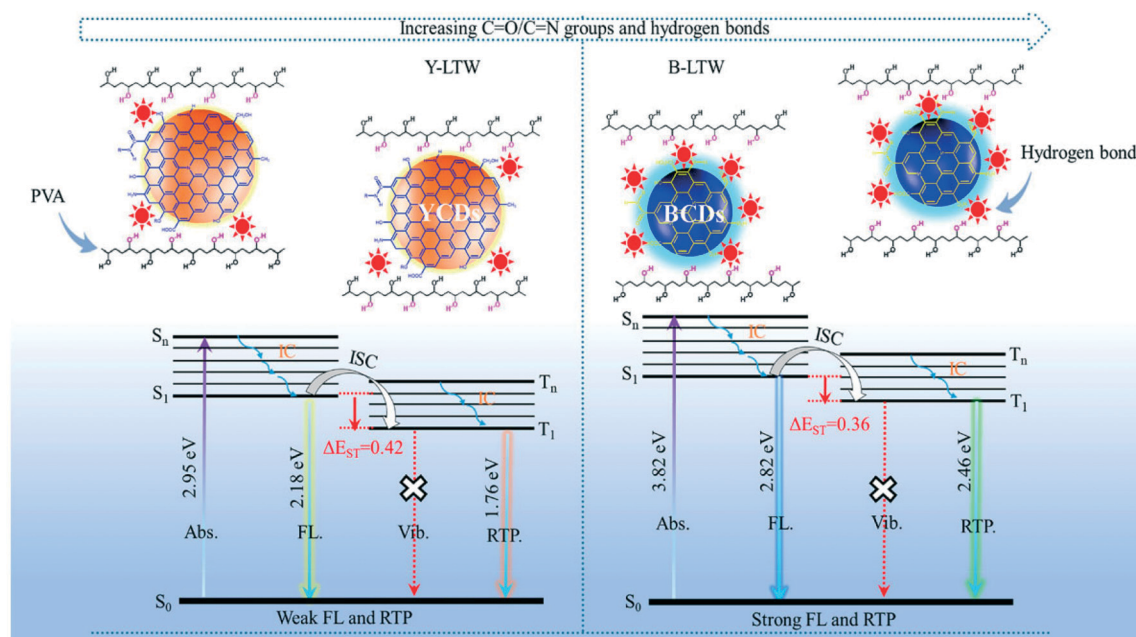 Increasing C=O/C=N groups and hydrogen bonds
Y-LTW
B-LTW
PVA
YCDs
BCDs
Hydrogen bond
Sn
IC
ISC
S1
Tn
IC
T1
ΔEST=0.42
2.95 eV
2.18 eV
1.76 eV
Abs.
FL.
Vib.
RTP.
S0
Weak FL and RTP
Sn
IC
ISC
S1
Tn
IC
T1
ΔEST=0.36
3.82 eV
2.82 eV
2.46 eV
Abs.
FL.
Vib.
RTP.
S0
Strong FL and RTP